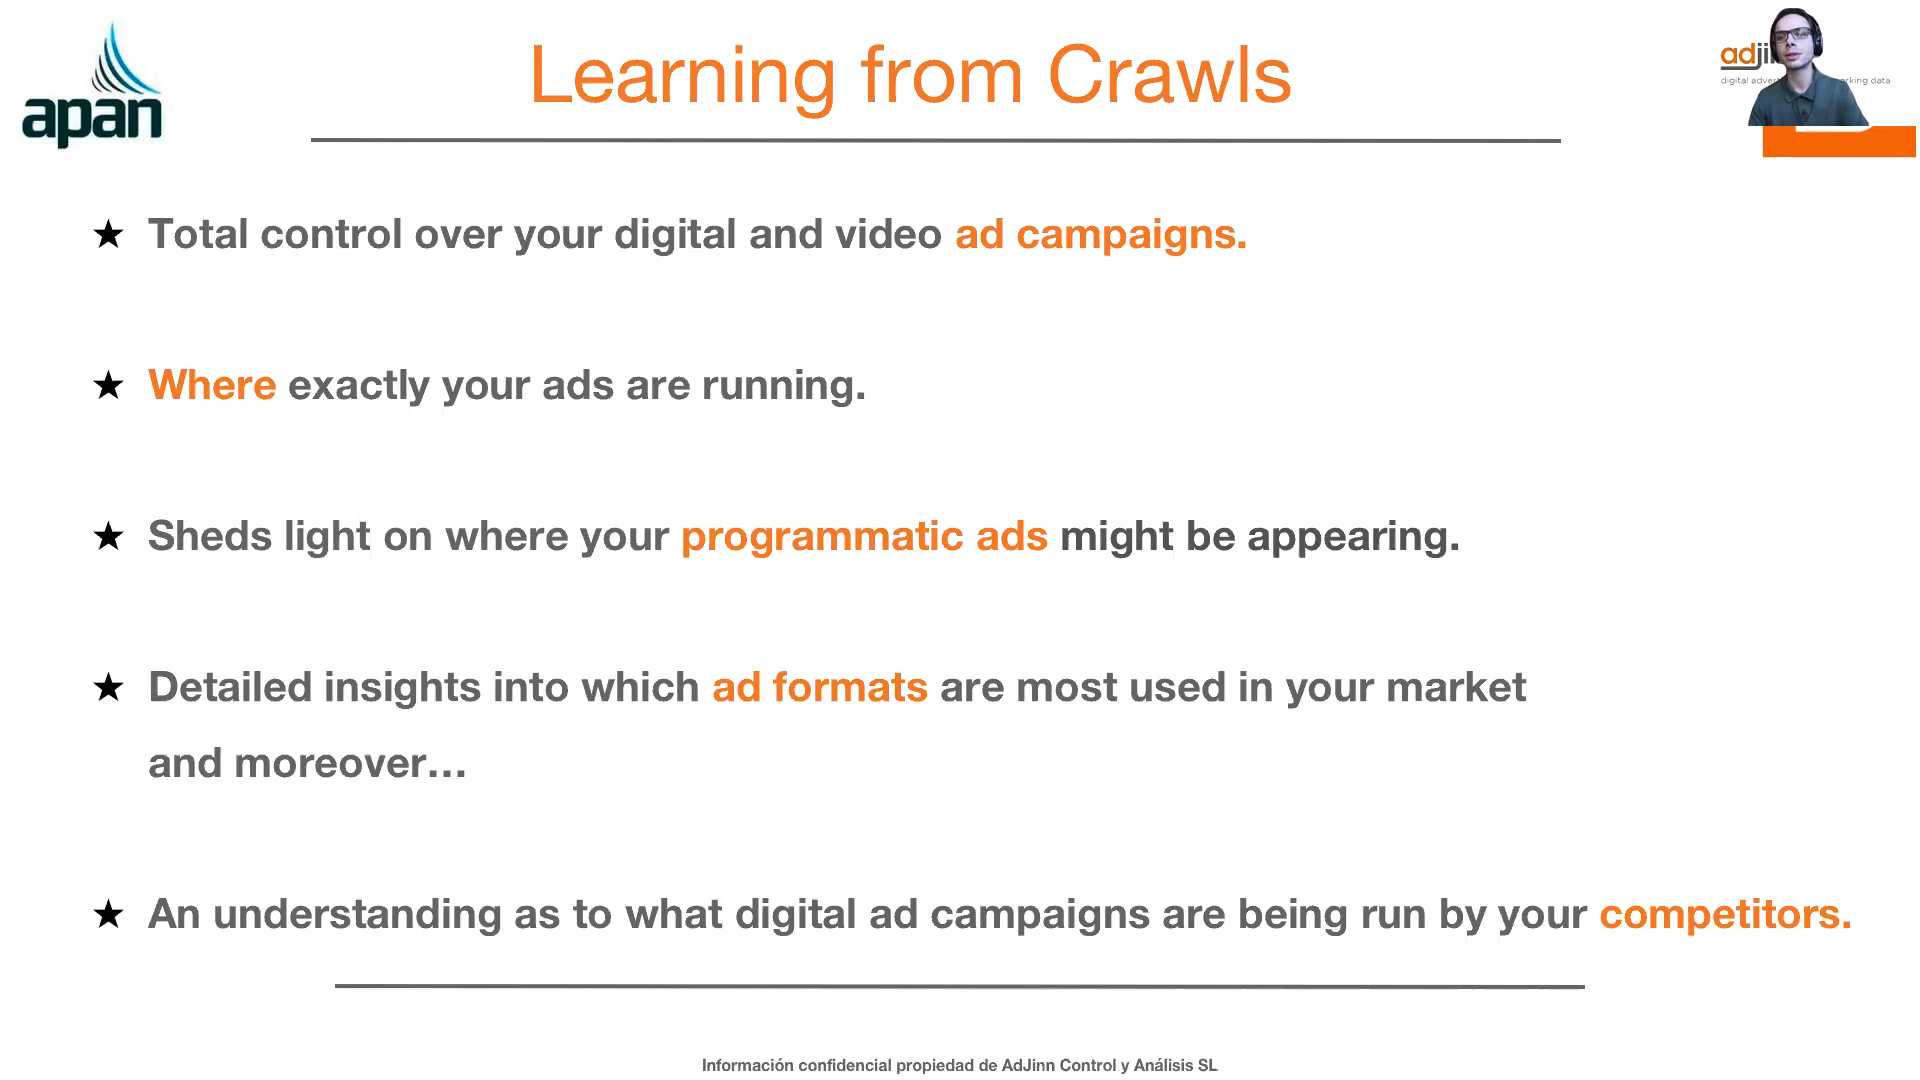 apan
Learning from Crawls
★ Total control over your digital and video ad campaigns.
★ Where exactly your ads are running.
★ Sheds light on where your programmatic ads might be appearing.
★ Detailed insights into which ad formats are most used in your market
and moreover…
★ An understanding as to what digital ad campaigns are being run by your competitors.
Información confidencial propiedad de AdJinn Control y Análisis SL
digital data